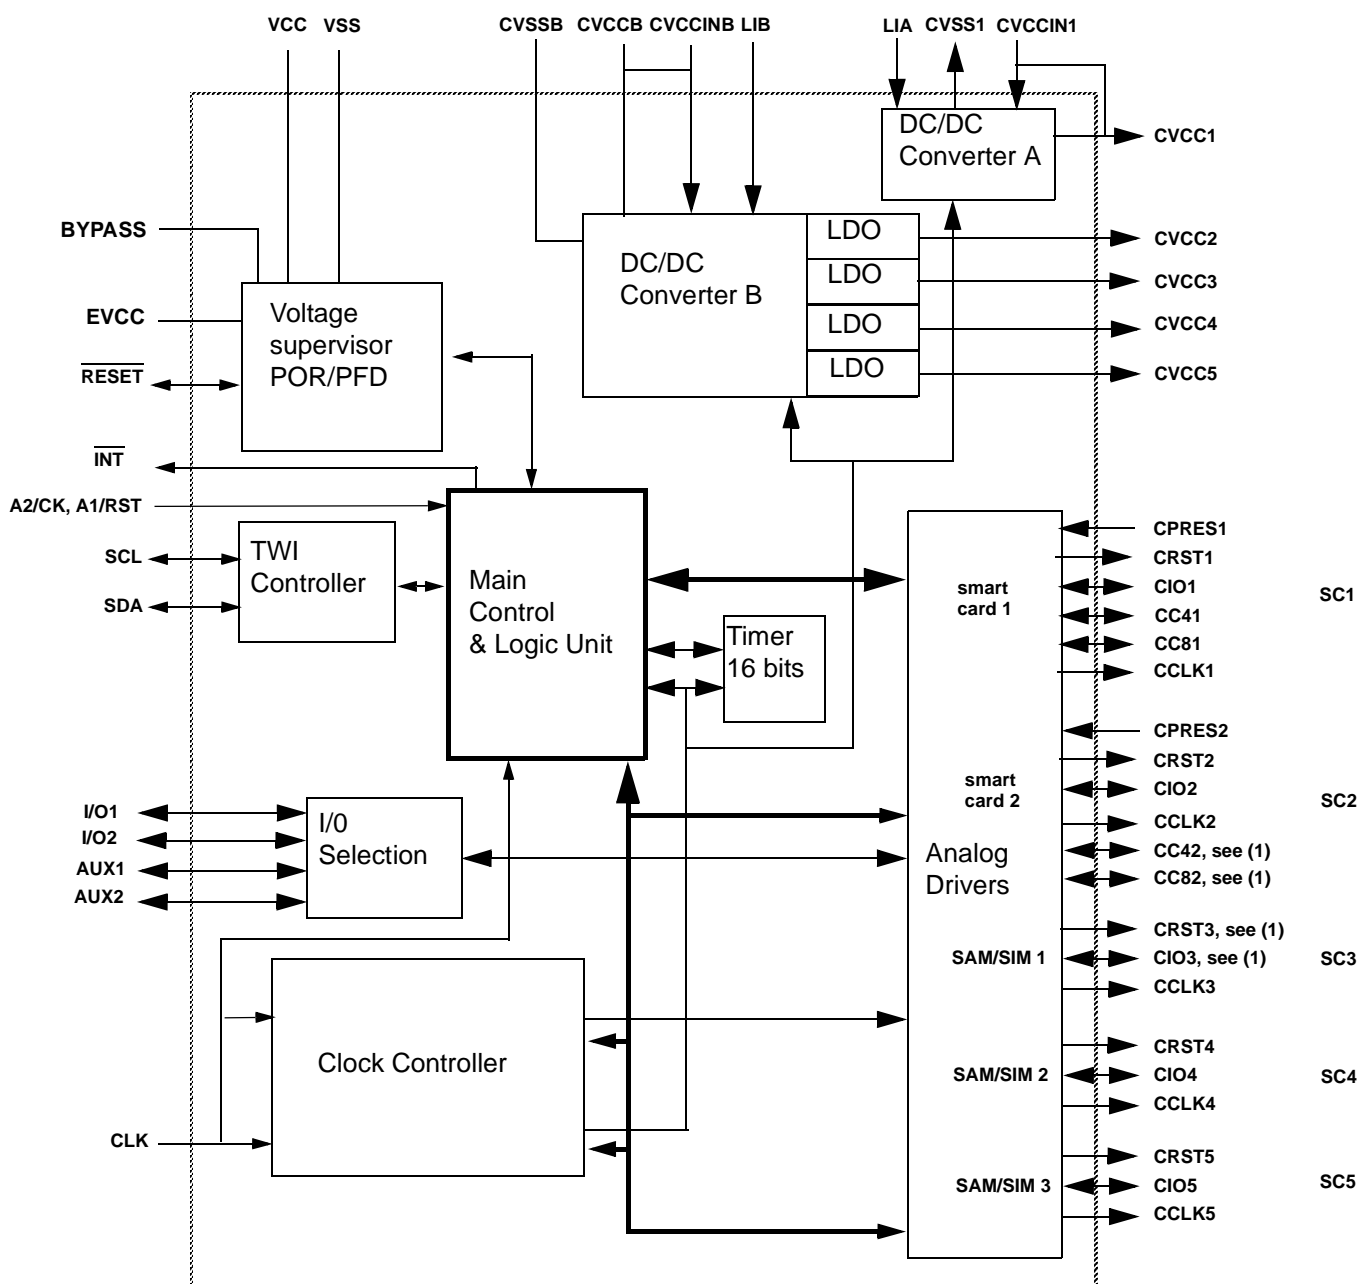 VCC VSS CVSSB CVCCB CVCCINB LIB LIA CVSS1 CVCCIN1
DC/DC
Converter A
CVCC1
BYPASS
EVCC
RESET
INT
A2/CK, A1/RST
SCL
SDA
Voltage
supervisor
POR/PFD
DC/DC
Converter B
LDO
LDO
LDO
LDO
CVCC2
CVCC3
CVCC4
CVCC5
TWI
Controller
Main
Control
& Logic Unit
Timer
16 bits
smart
card 1
CPRES1
CRST1
CIO1
CC41
CC81
CCLK1
SC1
smart
card 2
CPRES2
CRST2
CIO2
CCLK2
CC42, see (1)
CC82, see (1)
SC2
I/O1
I/O2
AUX1
AUX2
I/0
Selection
Analog
Drivers
SAM/SIM 1
CRST3, see (1)
CIO3, see (1)
CCLK3
SC3
Clock Controller
CLK
SAM/SIM 2
CRST4
CIO4
CCLK4
SC4
SAM/SIM 3
CRST5
CIO5
CCLK5
SC5